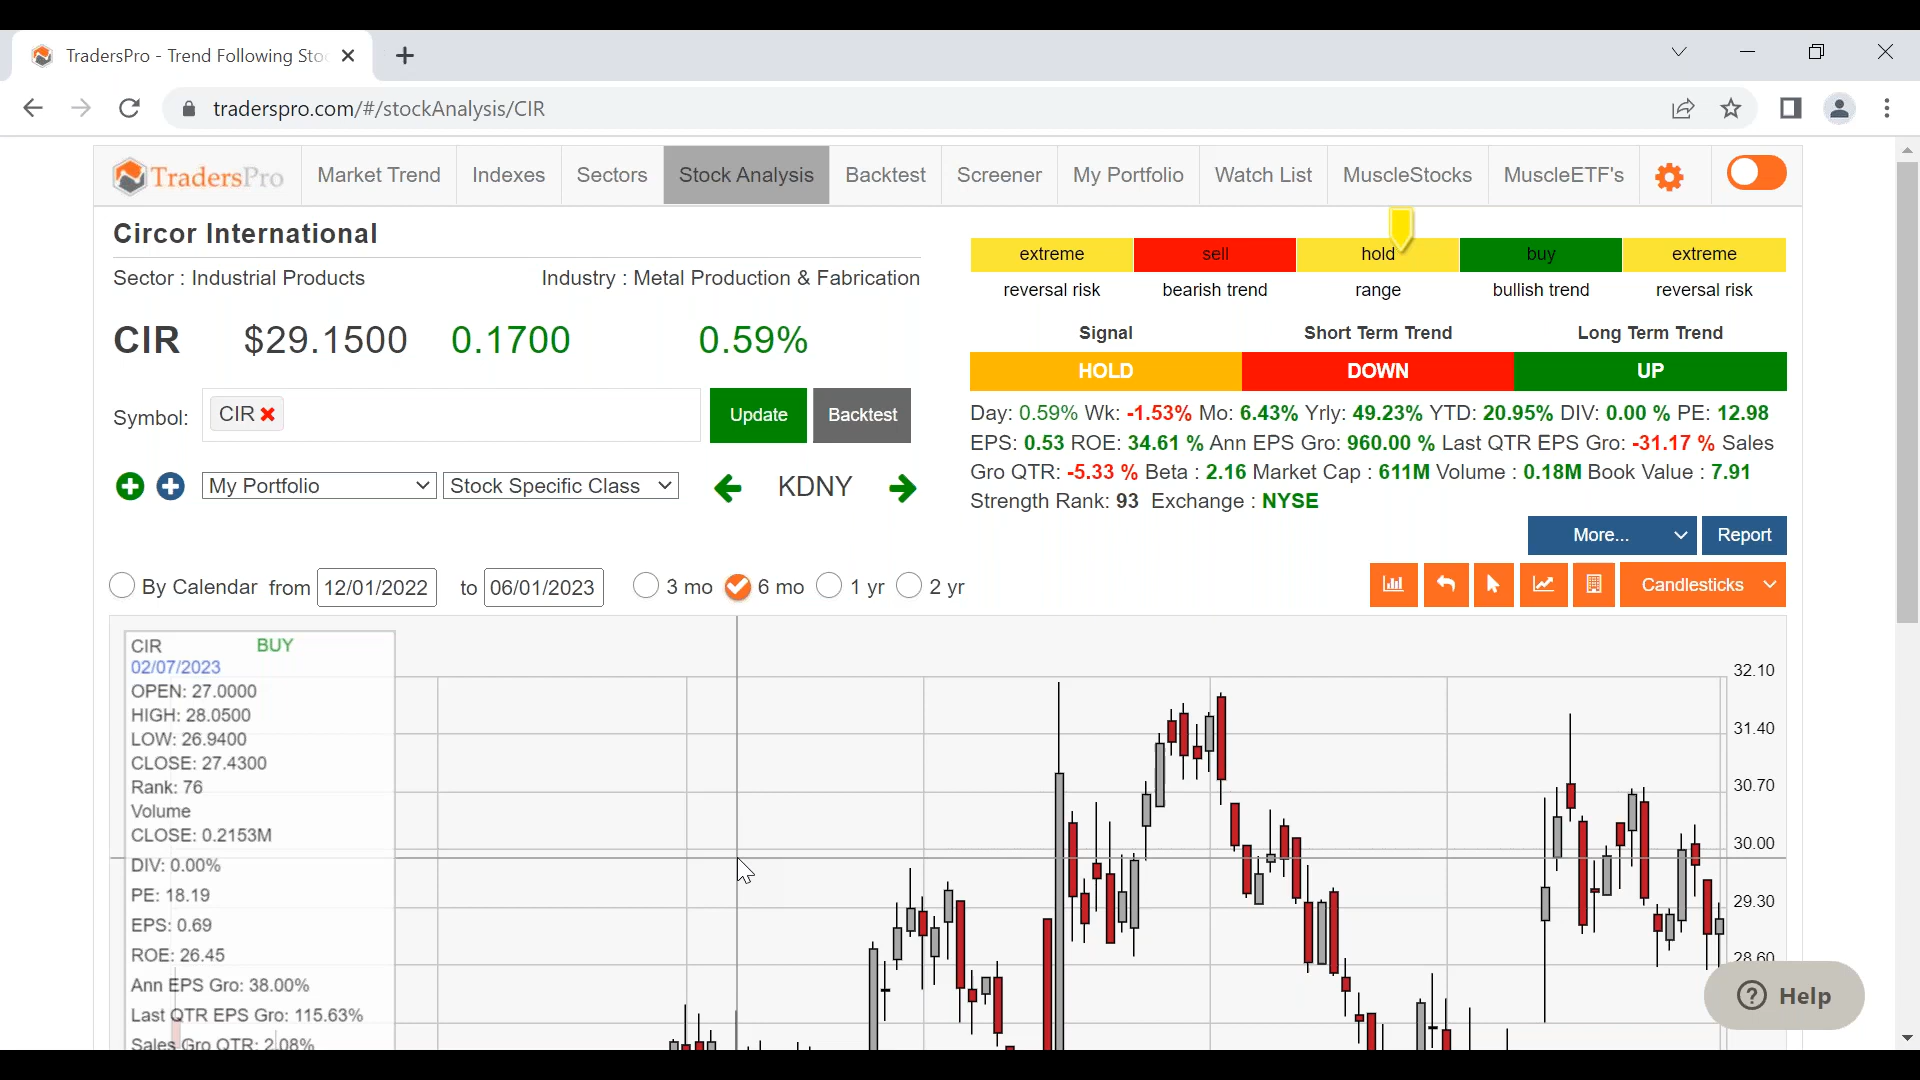 TradersPro - Trend Following Sto
traderspro.com/#/stockAnalysis/CIR
TradersPro Market Trend Indexes Sectors Stock Analysis Backtest Screener My Portfolio Watch List MuscleStocks MuscleETF's
Circor International
Sector : Industrial Products Industry : Metal Production & Fabrication
CIR $29.1500 0.1700 0.59%
Symbol: CIR Update Backtest
My Portfolio Stock Specific Class KDNY
extreme sell hold buy extreme
reversal risk bearish trend range bullish trend reversal risk
Signal Short Term Trend Long Term Trend
HOLD DOWN UP
Day: 0.59% Wk: -1.53% Mo: 6.43% Yrly: 49.23% YTD: 20.95% DIV: 0.00 % PE: 12.98
EPS: 0.53 ROE: 34.61 % Ann EPS Gro: 960.00 % Last QTR EPS Gro: -31.17 % Sales
Gro QTR: -5.33 % Beta : 2.16 Market Cap : 611M Volume : 0.18M Book Value : 7.91
Strength Rank: 93 Exchange : NYSE
More... Report
By Calendar from 12/01/2022 to 06/01/2023 3 mo 6 mo 1 yr 2 yr Candlesticks
CIR BUY
02/07/2023
OPEN: 27.0000
HIGH: 28.0500
LOW: 26.9400
CLOSE: 27.4300
Rank: 76
Volume
CLOSE: 0.2153M
DIV: 0.00%
PE: 18.19
EPS: 0.69
ROE: 26.45
Ann EPS Gro: 38.00%
Last QTR EPS Gro: 115.63%
Sales Gro QTR: 2.08%
32.10
31.40
30.70
30.00
29.30
28.60
Help